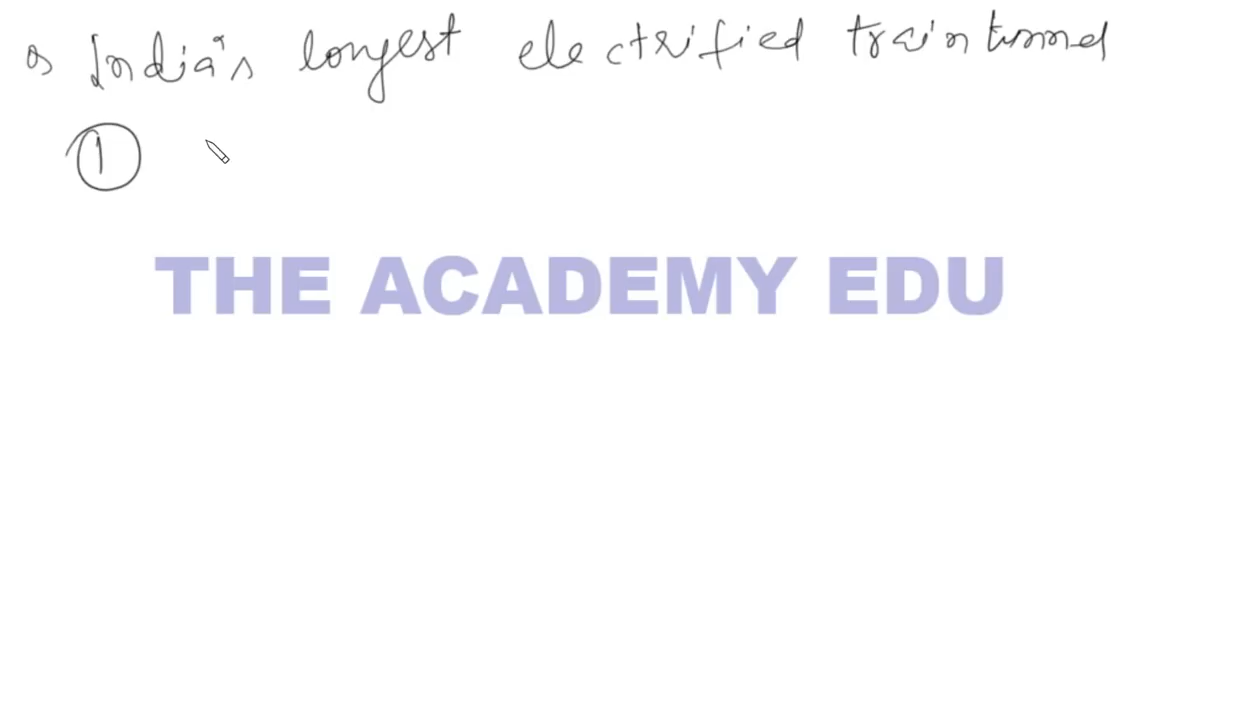 India's longest electrified train tunnel
①
THE ACADEMY EDU